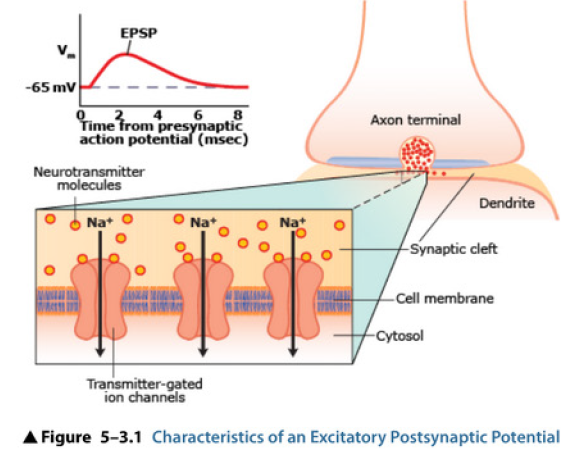 EPSP
Vm
-65 mV
0 2 4 6 8
Time from presynaptic
action potential (msec)
Axon terminal
Dendrite
Neurotransmitter
molecules
Na+ Na+ Na+
Synaptic cleft
Cell membrane
Cytosol
Transmitter-gated
ion channels
▲ Figure 5–3.1 Characteristics of an Excitatory Postsynaptic Potential